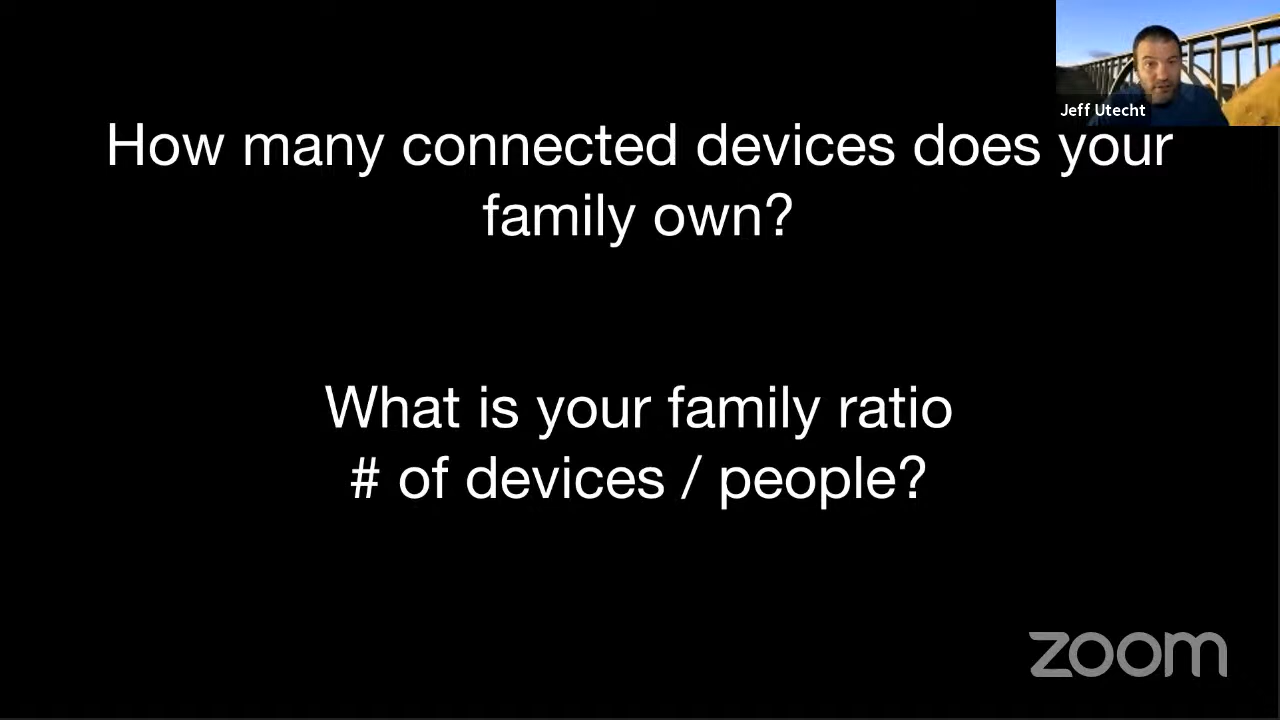 Jeff Utecht
How many connected devices does your
family own?
What is your family ratio
# of devices / people?
zoom